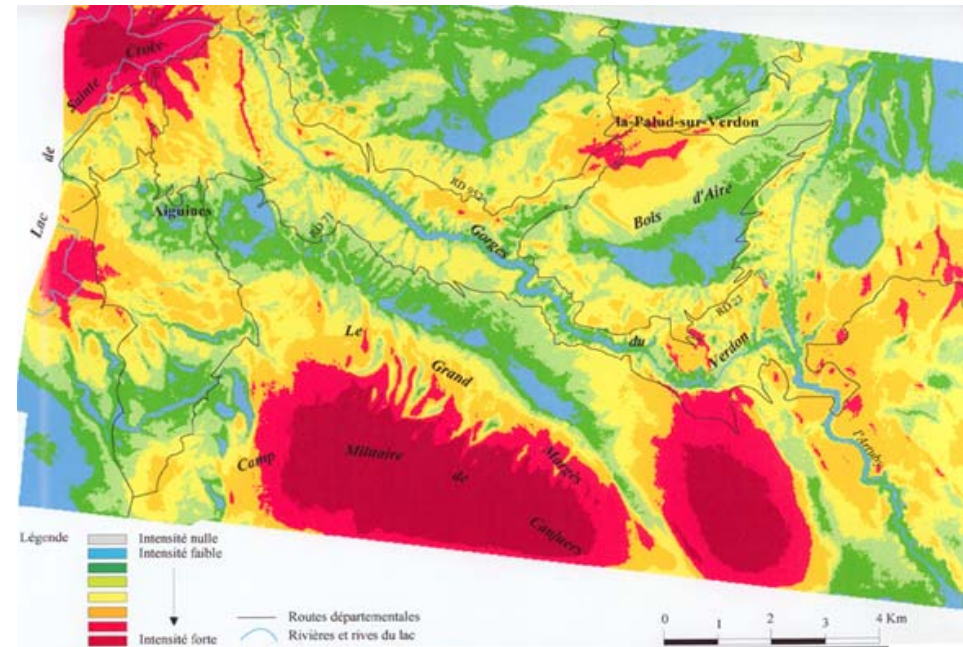 Lac de Sainte Croix
la-Palud-sur-Verdon
RD 952
Bois d'Aire
Aiguines
RD 71
Gorges du Verdon
RD 23
Le Grand Margès
l'Artuby
Camp Militaire de Canjuers
Légende
Intensité nulle
Intensité faible
Intensité forte
Routes départementales
Rivières et rives du lac
0 1 2 3 4 Km